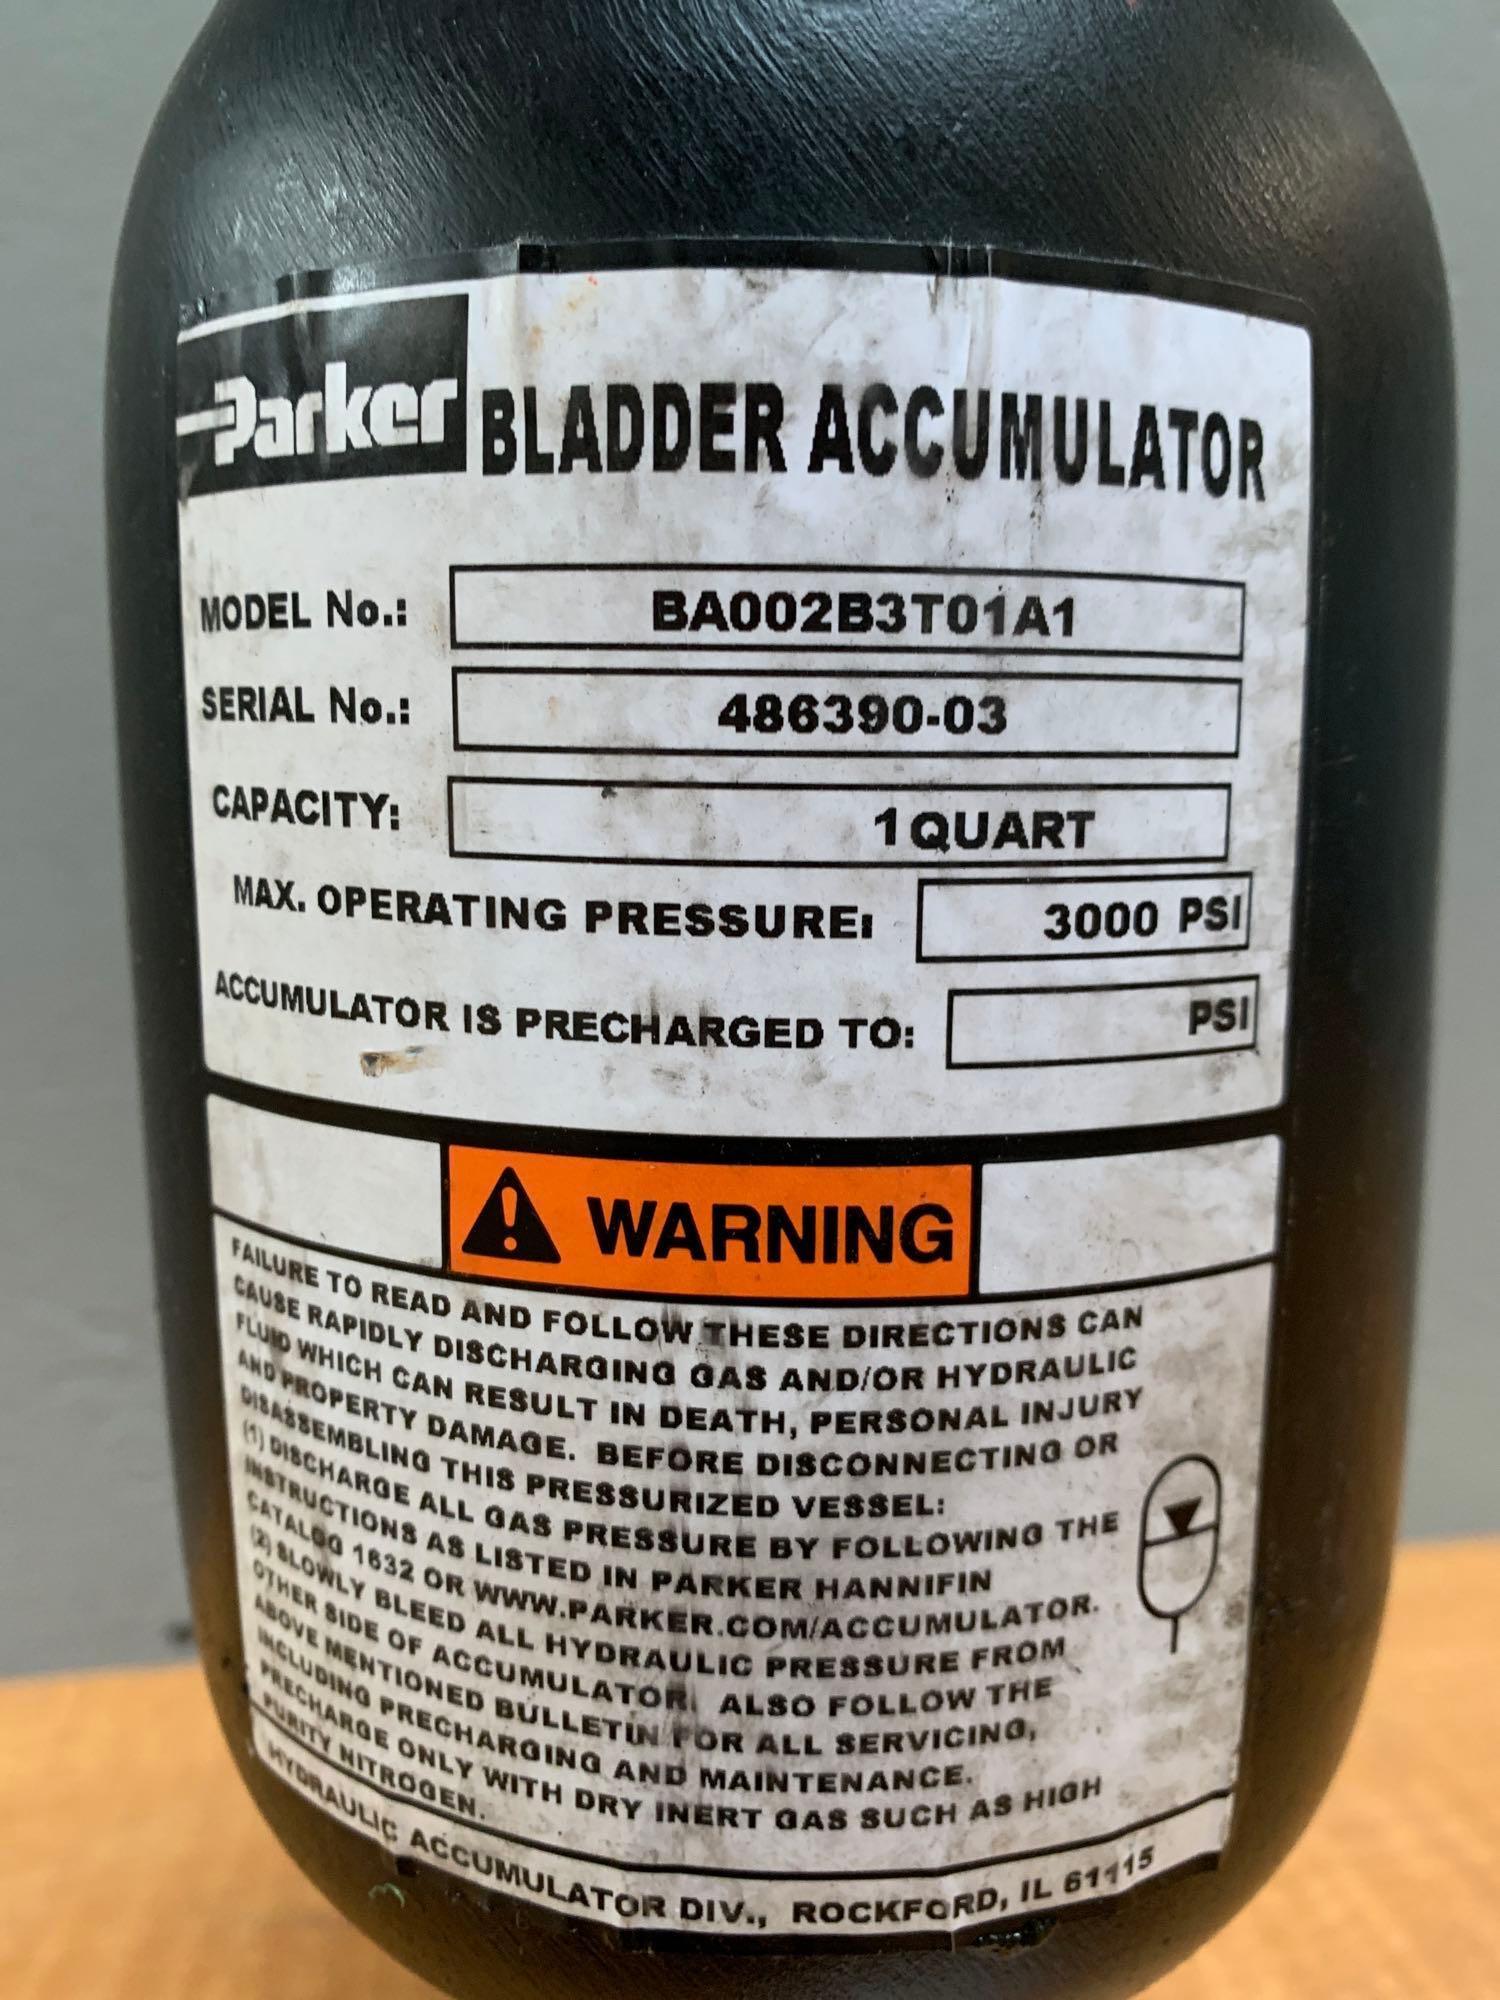 Parker BLADDER ACCUMULATOR
MODEL No.: BA002B3T01A1
SERIAL No.: 486390-03
CAPACITY: 1 QUART
MAX. OPERATING PRESSURE: 3000 PSI
ACCUMULATOR IS PRECHARGED TO: PSI
WARNING
FAILURE TO READ AND FOLLOW THESE DIRECTIONS CAN
CAUSE RAPIDLY DISCHARGING GAS AND/OR HYDRAULIC
FLUID WHICH CAN RESULT IN DEATH, PERSONAL INJURY
AND PROPERTY DAMAGE. BEFORE DISCONNECTING OR
DISASSEMBLING THIS PRESSURIZED VESSEL:
(1) DISCHARGE ALL GAS PRESSURE BY FOLLOWING THE
INSTRUCTIONS AS LISTED IN PARKER HANNIFIN
CATALOG 1632 OR WWW.PARKER.COM/ACCUMULATOR.
(2) SLOWLY BLEED ALL HYDRAULIC PRESSURE FROM
OTHER SIDE OF ACCUMULATOR. ALSO FOLLOW THE
ABOVE MENTIONED BULLETIN FOR ALL SERVICING,
INCLUDING PRECHARGING AND MAINTENANCE.
PRECHARGE ONLY WITH DRY INERT GAS SUCH AS HIGH
PURITY NITROGEN.
HYDRAULIC ACCUMULATOR DIV., ROCKFORD, IL 61115